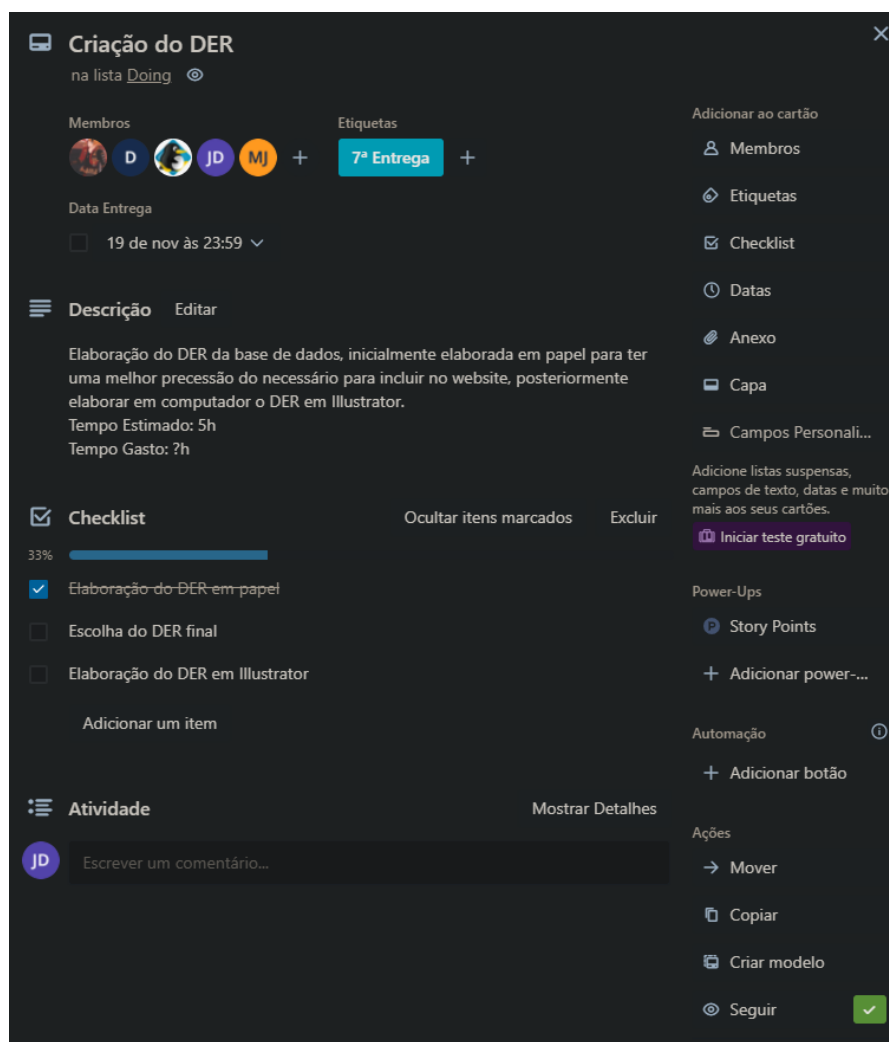 Criação do DER
na lista Doing
Membros
D
JD
MJ
Etiquetas
7ª Entrega
Data Entrega
19 de nov às 23:59
Descrição
Editar
Elaboração do DER da base de dados, inicialmente elaborada em papel para ter
uma melhor precessão do necessário para incluir no website, posteriormente
elaborar em computador o DER em Illustrator.
Tempo Estimado: 5h
Tempo Gasto: ?h
Checklist
Ocultar itens marcados
Excluir
33%
Elaboração do DER em papel
Escolha do DER final
Elaboração do DER em Illustrator
Adicionar um item
Atividade
Mostrar Detalhes
JD
Escrever um comentário...
Adicionar ao cartão
Membros
Etiquetas
Checklist
Datas
Anexo
Capa
Campos Personali...
Adicione listas suspensas,
campos de texto, datas e muito
mais aos seus cartões.
Iniciar teste gratuito
Power-Ups
P
Story Points
Adicionar power-...
Automação
Adicionar botão
Ações
Mover
Copiar
Criar modelo
Seguir